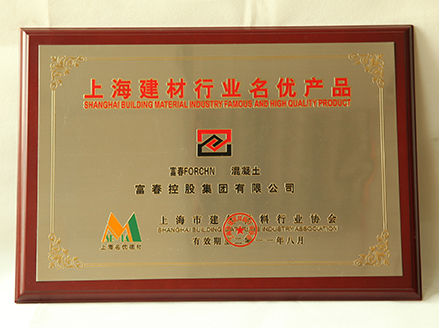 上海建材行业名优产品
SHANGHAI BUILDING MATERIAL INDUSTRY FAMOUS AND HIGH QUALITY PRODUCT
富春FORCHN 混凝土
富春控股集团有限公司
上海市建 料行业协会
SHANGHAI BUILDING INDUSTRY ASSOCIATION
有效期 二 一一年八月
上海名优建材